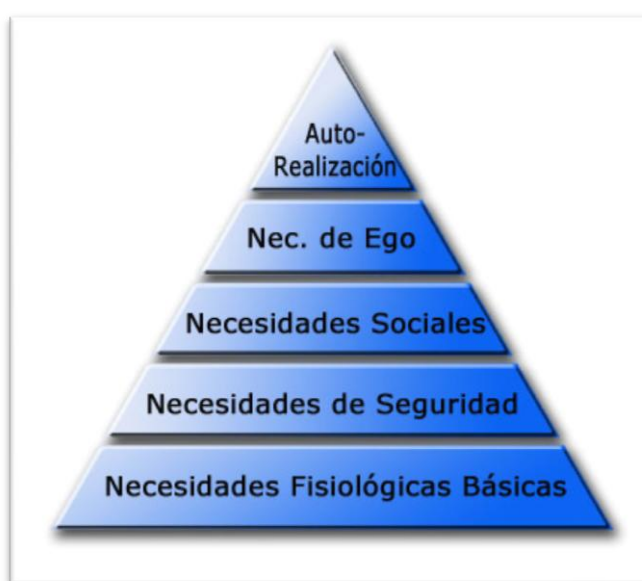 Auto-
Realización
Nec. de Ego
Necesidades Sociales
Necesidades de Seguridad
Necesidades Fisiológicas Básicas